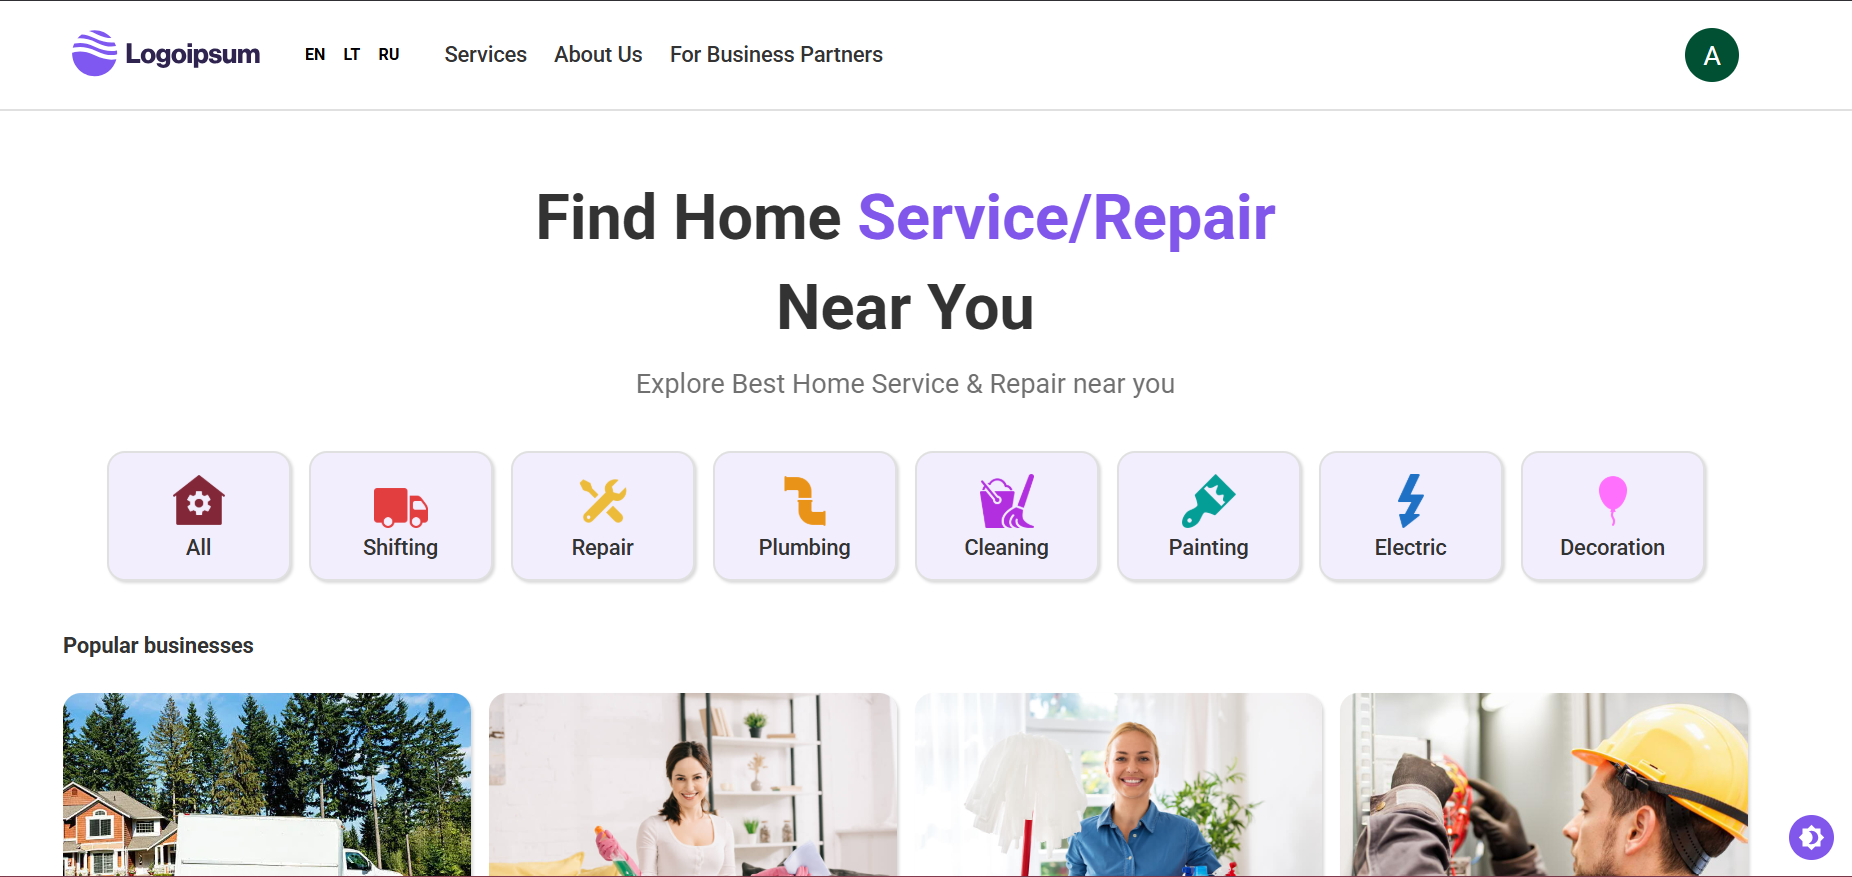 Logoipsum EN LT RU Services About Us For Business Partners A
Find Home Service/Repair
Near You
Explore Best Home Service & Repair near you
All Shifting Repair Plumbing Cleaning Painting Electric Decoration
Popular businesses